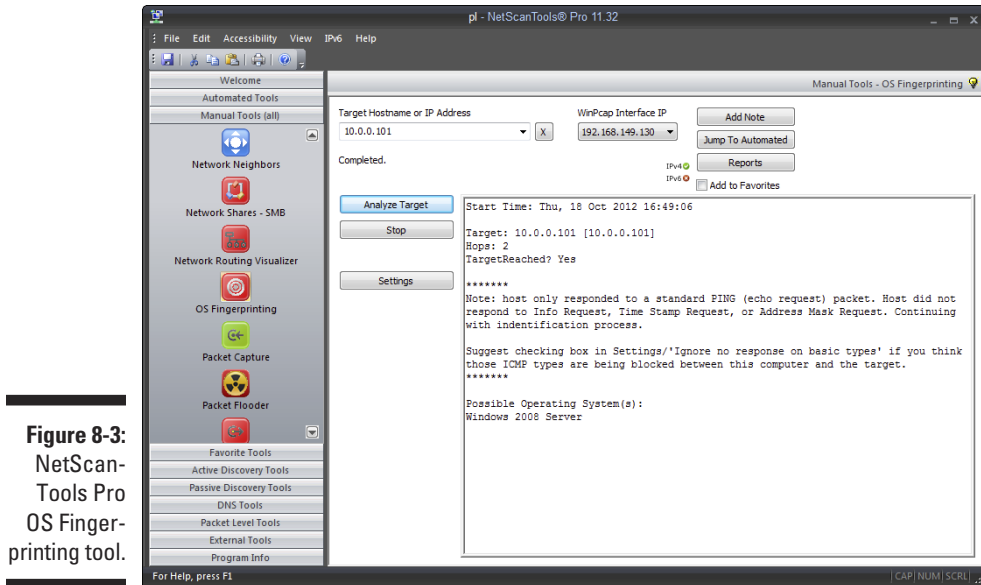 pl - NetScanTools® Pro 11.32
File Edit Accessibility View IPv6 Help
Welcome
Automated Tools
Manual Tools (all)
Network Neighbors
Network Shares - SMB
Network Routing Visualizer
OS Fingerprinting
Packet Capture
Packet Flooder
Favorite Tools
Active Discovery Tools
Passive Discovery Tools
DNS Tools
Packet Level Tools
External Tools
Program Info
Manual Tools - OS Fingerprinting
Target Hostname or IP Address
10.0.0.101
X
Completed.
WinPcap Interface IP
192.168.149.130
IPv4
IPv6
Add Note
Jump To Automated
Reports
Add to Favorites
Analyze Target
Stop
Settings
Start Time: Thu, 18 Oct 2012 16:49:06
Target: 10.0.0.101 [10.0.0.101]
Hops: 2
TargetReached? Yes
*******
Note: host only responded to a standard PING (echo request) packet. Host did not
respond to Info Request, Time Stamp Request, or Address Mask Request. Continuing
with indentification process.
Suggest checking box in Settings/'Ignore no response on basic types' if you think
those ICMP types are being blocked between this computer and the target.
*******
Possible Operating System(s):
Windows 2008 Server
For Help, press F1
CAP NUM SCRL
Figure 8-3:
NetScan-
Tools Pro
OS Finger-
printing tool.